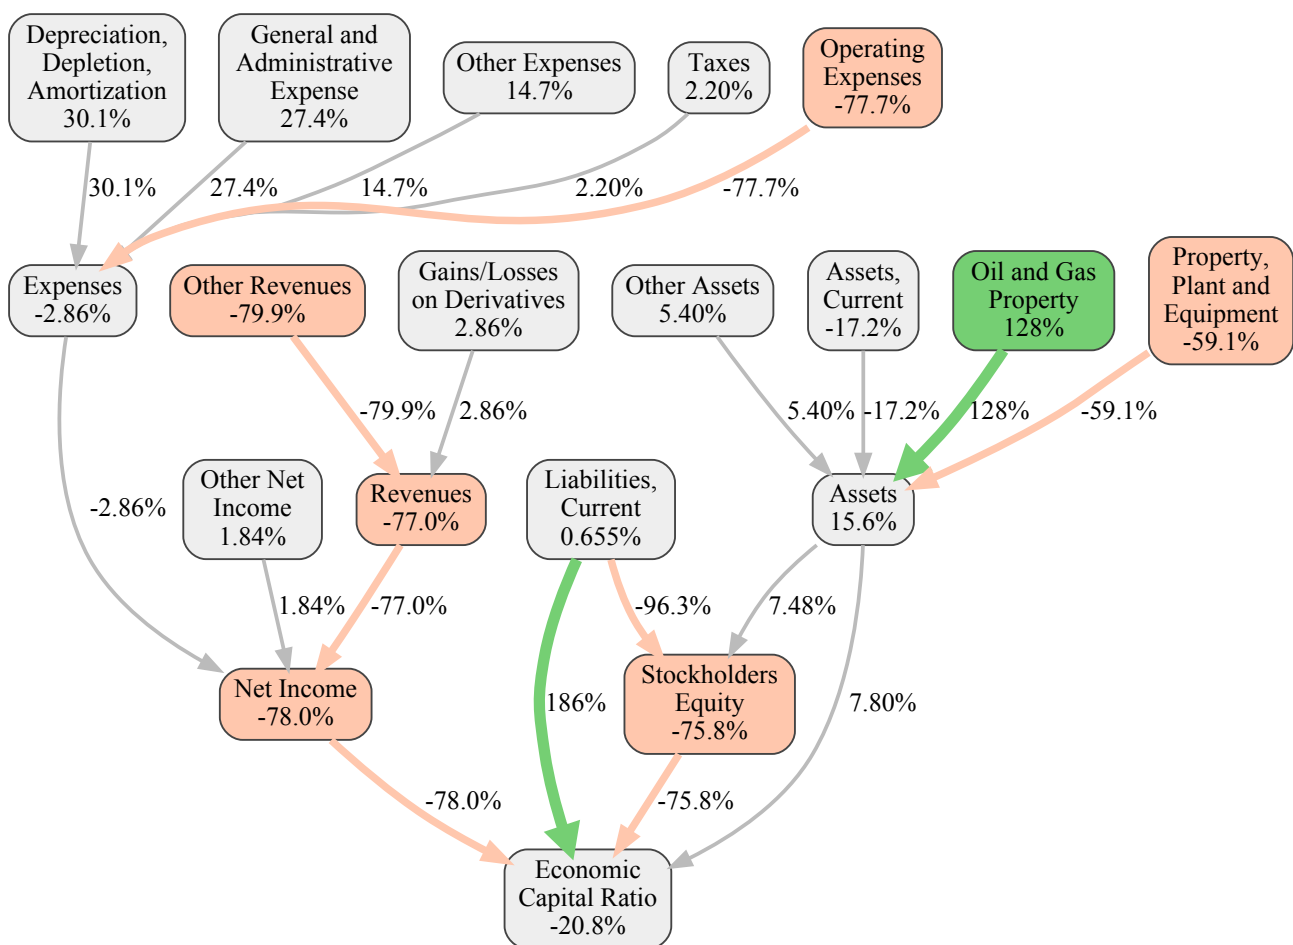 Depreciation,
Depletion,
Amortization
30.1%
General and
Administrative
Expense
27.4%
Other Expenses
14.7%
Taxes
2.20%
Operating
Expenses
-77.7%
30.1%
27.4%
14.7%
2.20%
-77.7%
Expenses
-2.86%
Other Revenues
-79.9%
Gains/Losses
on Derivatives
2.86%
Other Assets
5.40%
Assets,
Current
-17.2%
Oil and Gas
Property
128%
Property,
Plant and
Equipment
-59.1%
-79.9%
2.86%
5.40%
-17.2%
128%
-59.1%
-2.86%
Other Net
Income
1.84%
Revenues
-77.0%
Liabilities,
Current
0.655%
Assets
15.6%
1.84%
-77.0%
-96.3%
7.48%
Net Income
-78.0%
186%
Stockholders
Equity
-75.8%
7.80%
-78.0%
-75.8%
Economic
Capital Ratio
-20.8%